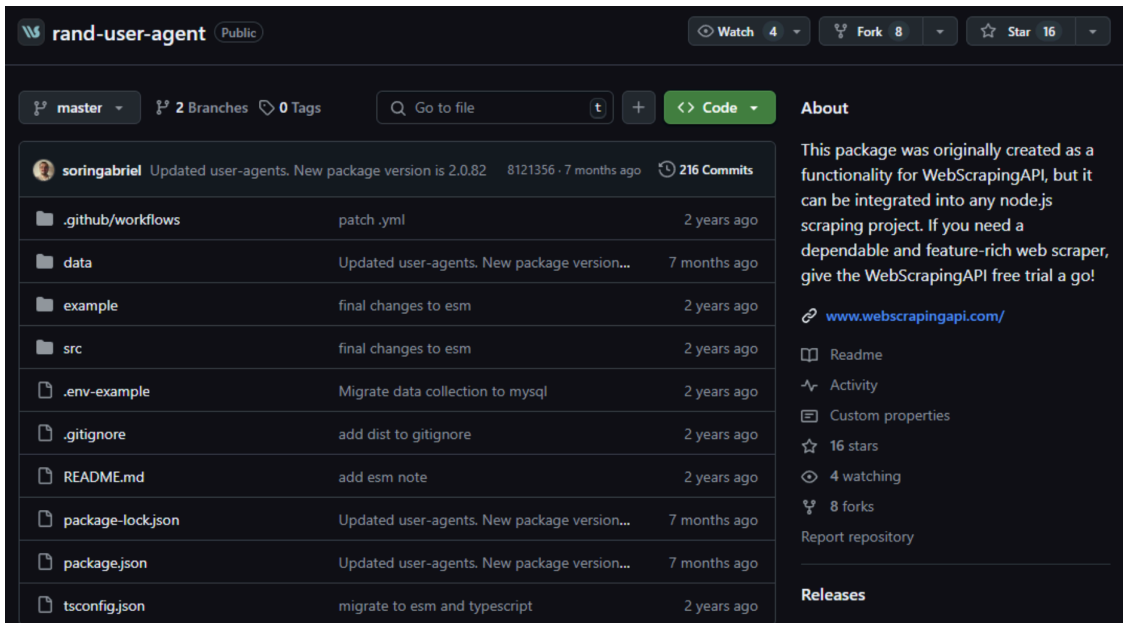 rand-user-agent Public Watch 4 Fork 8 Star 16
master 2 Branches 0 Tags Go to file t + Code
soringabriel Updated user-agents. New package version is 2.0.82 8121356 · 7 months ago 216 Commits
.github/workflows patch .yml 2 years ago
data Updated user-agents. New package version... 7 months ago
example final changes to esm 2 years ago
src final changes to esm 2 years ago
.env-example Migrate data collection to mysql 2 years ago
.gitignore add dist to gitignore 2 years ago
README.md add esm note 2 years ago
package-lock.json Updated user-agents. New package version... 7 months ago
package.json Updated user-agents. New package version... 7 months ago
tsconfig.json migrate to esm and typescript 2 years ago
About
This package was originally created as a
functionality for WebScrapingAPI, but it
can be integrated into any node.js
scraping project. If you need a
dependable and feature-rich web scraper,
give the WebScrapingAPI free trial a go!
www.webscrapingapi.com/
Readme
Activity
Custom properties
16 stars
4 watching
8 forks
Report repository
Releases